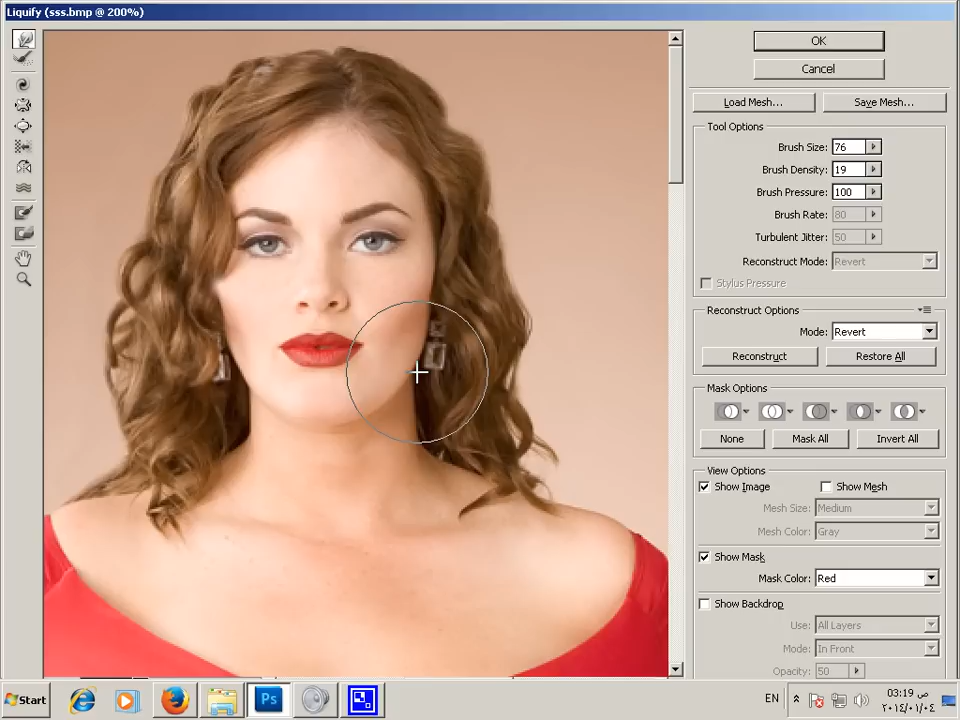 Liquify (sss.bmp @ 200%)
OK
Cancel
Load Mesh... Save Mesh...
Tool Options
Brush Size: 76
Brush Density: 19
Brush Pressure: 100
Brush Rate: 80
Turbulent Jitter: 50
Reconstruct Mode: Revert
Stylus Pressure
Reconstruct Options
Mode: Revert
Reconstruct Restore All
Mask Options
None Mask All Invert All
View Options
Show Image Show Mesh
Mesh Size: Medium
Mesh Color: Gray
Show Mask
Mask Color: Red
Show Backdrop
Use: All Layers
Mode: In Front
Opacity: 50
Start Ps EN 03:19 ص
٢٠١٤/٠١/٠٤